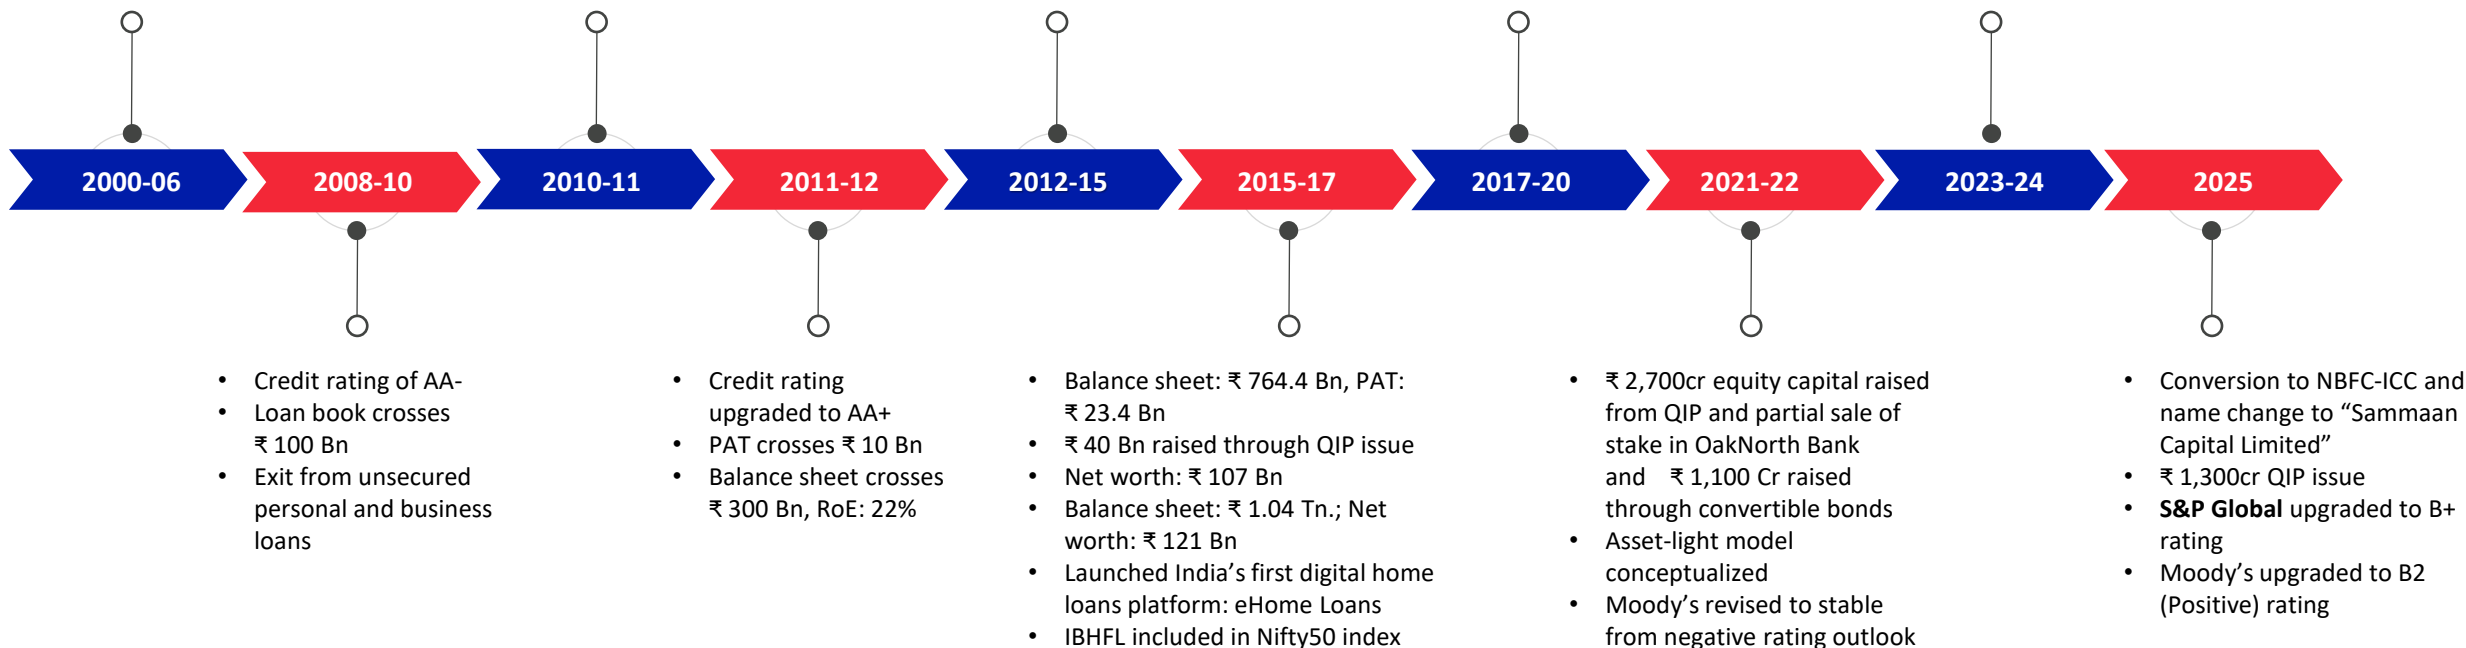 2000-06
2008-10
2010-11
2011-12
2012-15
2015-17
2017-20
2021-22
2023-24
2025
• Credit rating of AA-
• Loan book crosses
₹ 100 Bn
• Exit from unsecured
personal and business
loans
• Credit rating
upgraded to AA+
• PAT crosses ₹ 10 Bn
• Balance sheet crosses
₹ 300 Bn, RoE: 22%
• Balance sheet: ₹ 764.4 Bn, PAT:
₹ 23.4 Bn
• ₹ 40 Bn raised through QIP issue
• Net worth: ₹ 107 Bn
• Balance sheet: ₹ 1.04 Tn.; Net
worth: ₹ 121 Bn
• Launched India’s first digital home
loans platform: eHome Loans
• IBHFL included in Nifty50 index
• ₹ 2,700cr equity capital raised
from QIP and partial sale of
stake in OakNorth Bank
and ₹ 1,100 Cr raised
through convertible bonds
• Asset-light model
conceptualized
• Moody’s revised to stable
from negative rating outlook
• Conversion to NBFC-ICC and
name change to “Sammaan
Capital Limited”
• ₹ 1,300cr QIP issue
• S&P Global upgraded to B+
rating
• Moody’s upgraded to B2
(Positive) rating